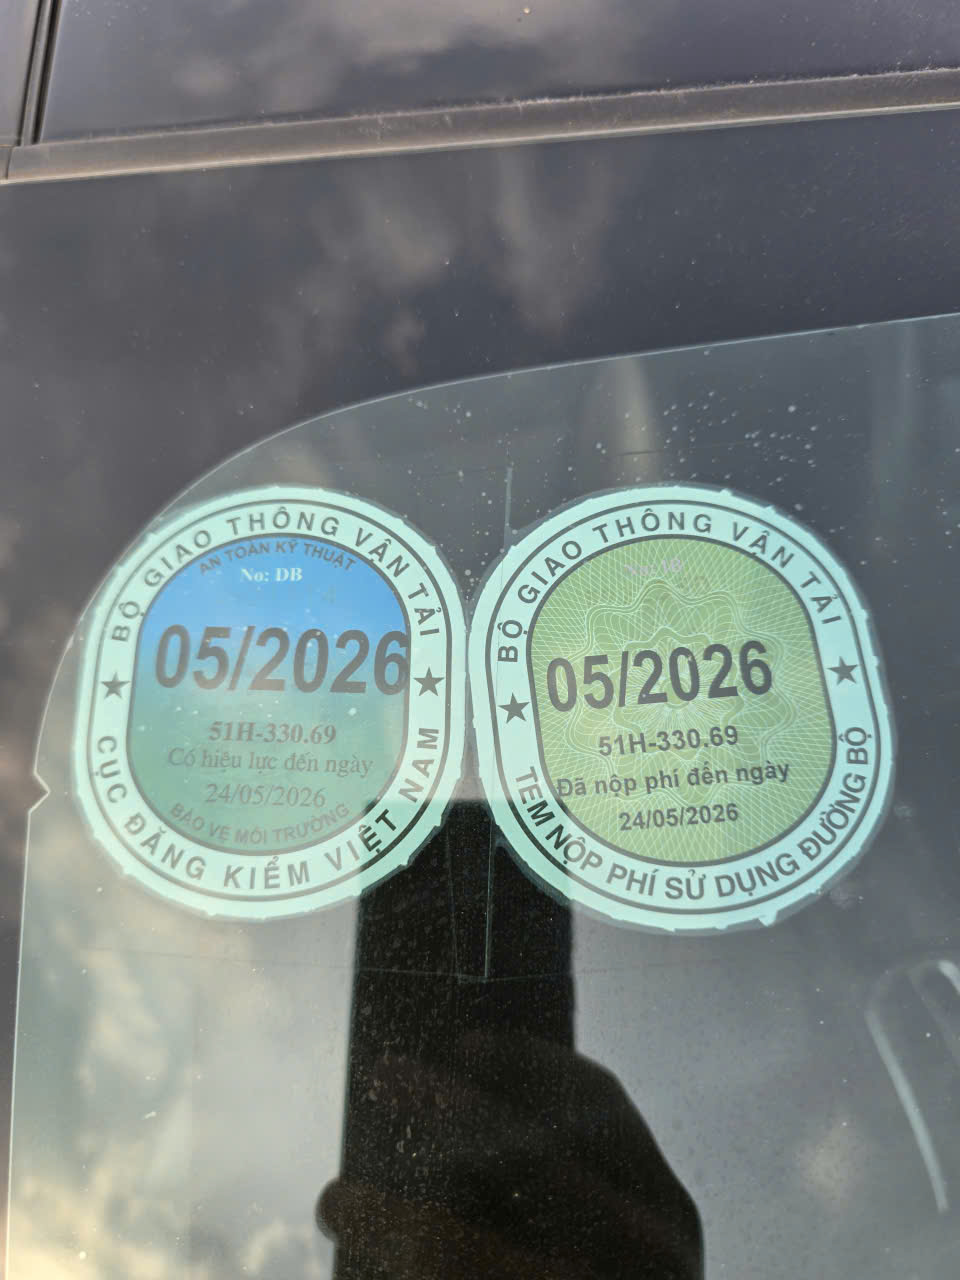 BỘ GIAO THÔNG VẬN TẢI
AN TOÀN KỸ THUẬT
No: DB
05/2026
51H-330.69
Có hiệu lực đến ngày
24/05/2026
BẢO VỆ MÔI TRƯỜNG
★ CỤC ĐĂNG KIỂM VIỆT NAM ★
BỘ GIAO THÔNG VẬN TẢI
05/2026
51H-330.69
Đã nộp phí đến ngày
24/05/2026
★ TEM NỘP PHÍ SỬ DỤNG ĐƯỜNG BỘ ★